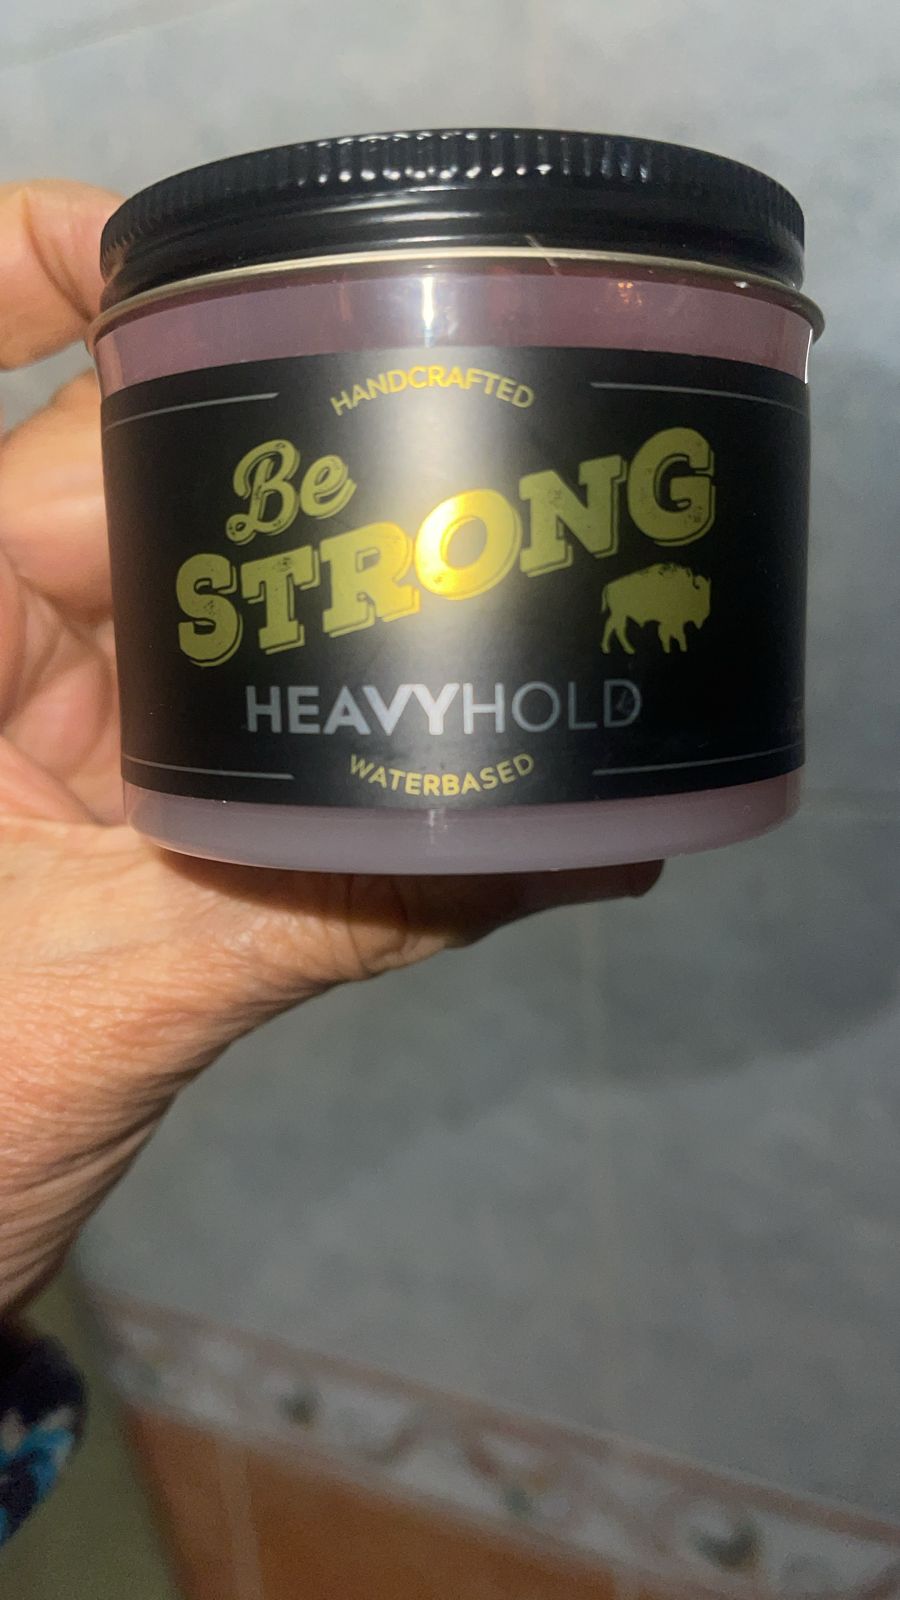 HANDCRAFTED
Be
STRONG
HEAVYHOLD
WATERBASED